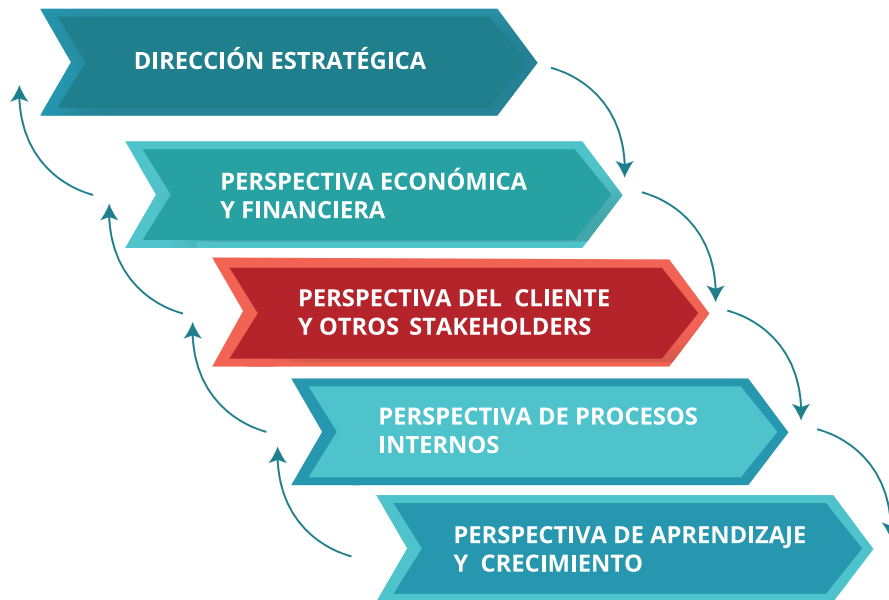 DIRECCIÓN ESTRATÉGICA
PERSPECTIVA ECONÓMICA
Y FINANCIERA
PERSPECTIVA DEL CLIENTE
Y OTROS STAKEHOLDERS
PERSPECTIVA DE PROCESOS
INTERNOS
PERSPECTIVA DE APRENDIZAJE
Y CRECIMIENTO